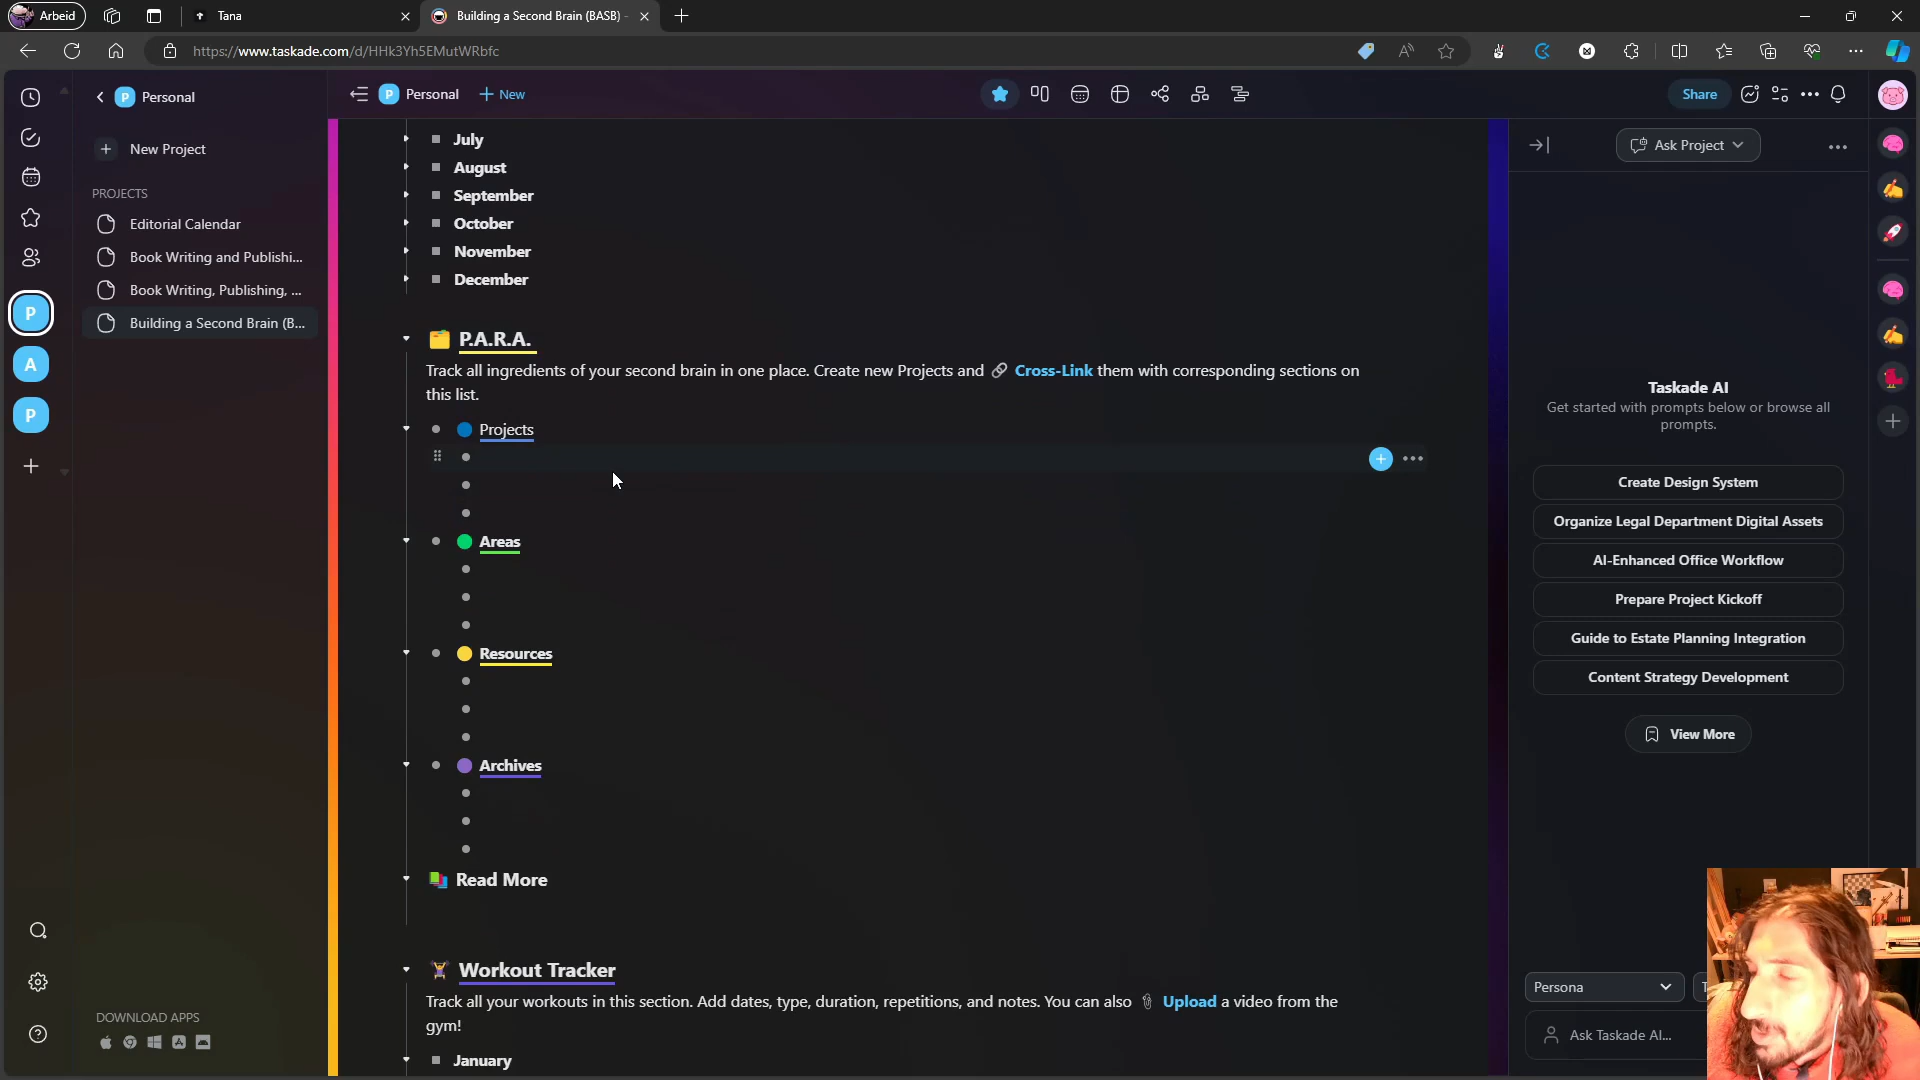 Arbeid
Tana
Building a Second Brain (BASB) -
https://www.taskade.com/d/HHk3Yh5EMutWRbfc
P Personal
New Project
PROJECTS
Editorial Calendar
Book Writing and Publishi...
Book Writing, Publishing, ...
Building a Second Brain (B...
P
A
P
DOWNLOAD APPS
P Personal
+ New
Share
July
August
September
October
November
December
P.A.R.A.
Track all ingredients of your second brain in one place. Create new Projects and 🔗 Cross-Link them with corresponding sections on
this list.
Projects
Areas
Resources
Archives
Read More
Workout Tracker
Track all your workouts in this section. Add dates, type, duration, repetitions, and notes. You can also Upload a video from the
gym!
January
Ask Project
Taskade AI
Get started with prompts below or browse all
prompts.
Create Design System
Organize Legal Department Digital Assets
AI-Enhanced Office Workflow
Prepare Project Kickoff
Guide to Estate Planning Integration
Content Strategy Development
View More
Persona
Ask Taskade AI...